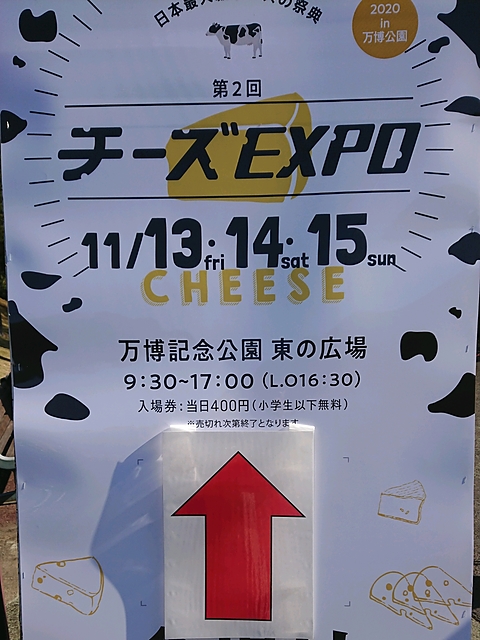 日本最
の祭典
2020
in
万博公園
第2回
チーズEXPO
11/13fri・14sat・15sun
CHEESE
万博記念公園 東の広場
9:30~17:00 (L.O16:30)
入場券:当日400円(小学生以下無料)
※売切れ次第終了となります